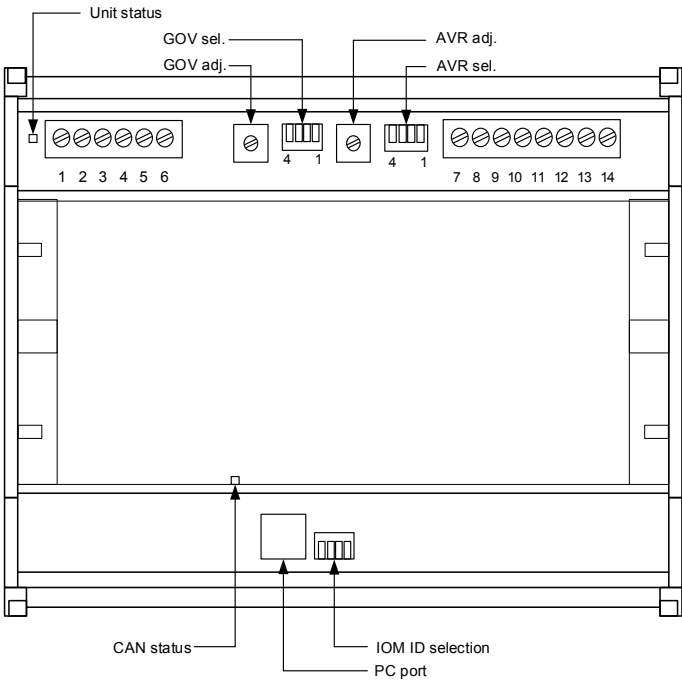 Unit status
GOV sel.
AVR adj.
GOV adj.
AVR sel.
4 1
4 1
1 2 3 4 5 6
7 8 9 10 11 12 13 14
CAN status
IOM ID selection
PC port